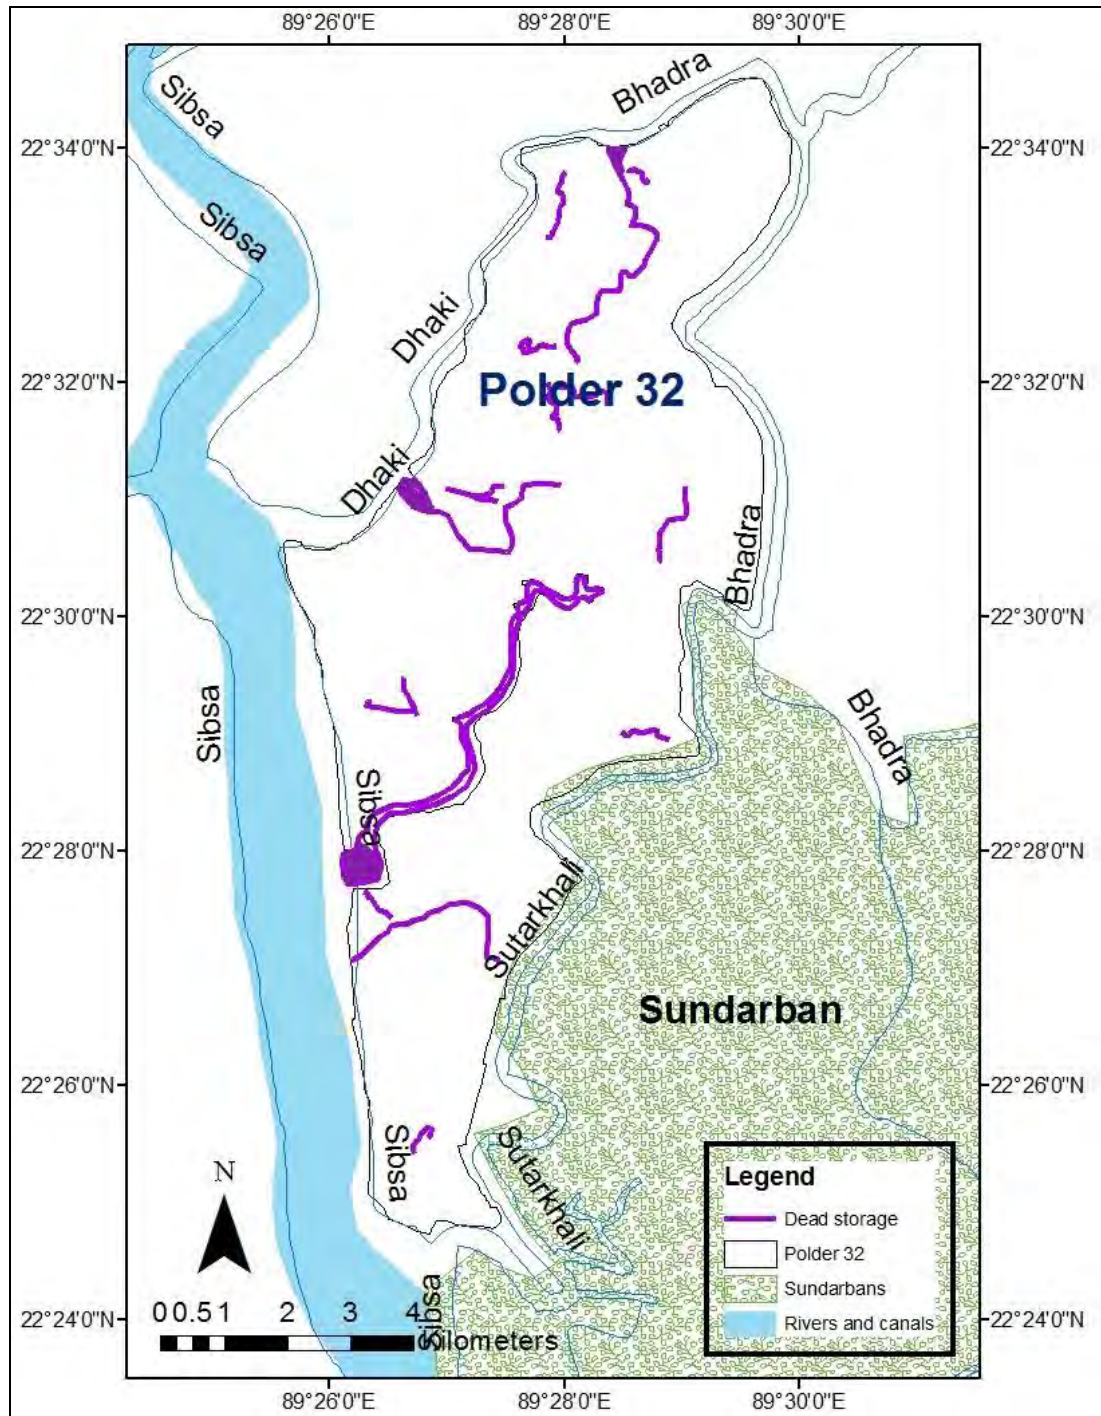 89°26'0"E 89°28'0"E 89°30'0"E
Bhadra
Sibsa
22°34'0"N 22°34'0"N
Sibsa
Dhaki
22°32'0"N 22°32'0"N
Polder 32
Dhaki
Bhadra
22°30'0"N 22°30'0"N
Sibsa
Bhadra
Sibsa
22°28'0"N 22°28'0"N
Sutarkhali
Sundarban
22°26'0"N 22°26'0"N
Sibsa
Sutarkhali
N
Legend
Dead storage
Polder 32
Sundarbans
Rivers and canals
Sibsa
22°24'0"N 22°24'0"N
0 0.5 1 2 3 4
Kilometers
89°26'0"E 89°28'0"E 89°30'0"E